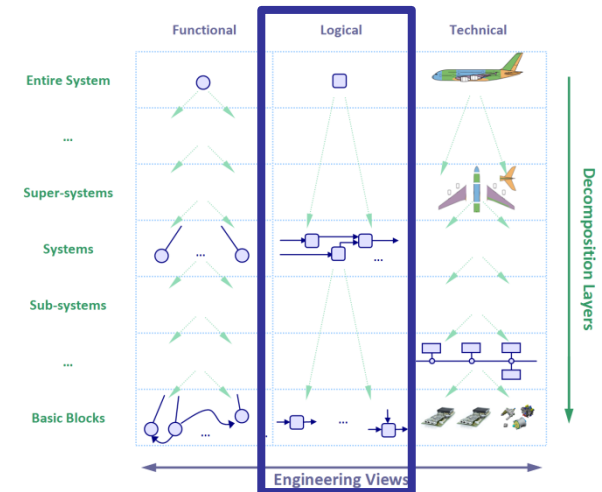 Functional
Logical
Technical
Entire System
...
Super-systems
Systems
...
...
Sub-systems
...
Basic Blocks
...
...
.
Decomposition Layers
Engineering Views